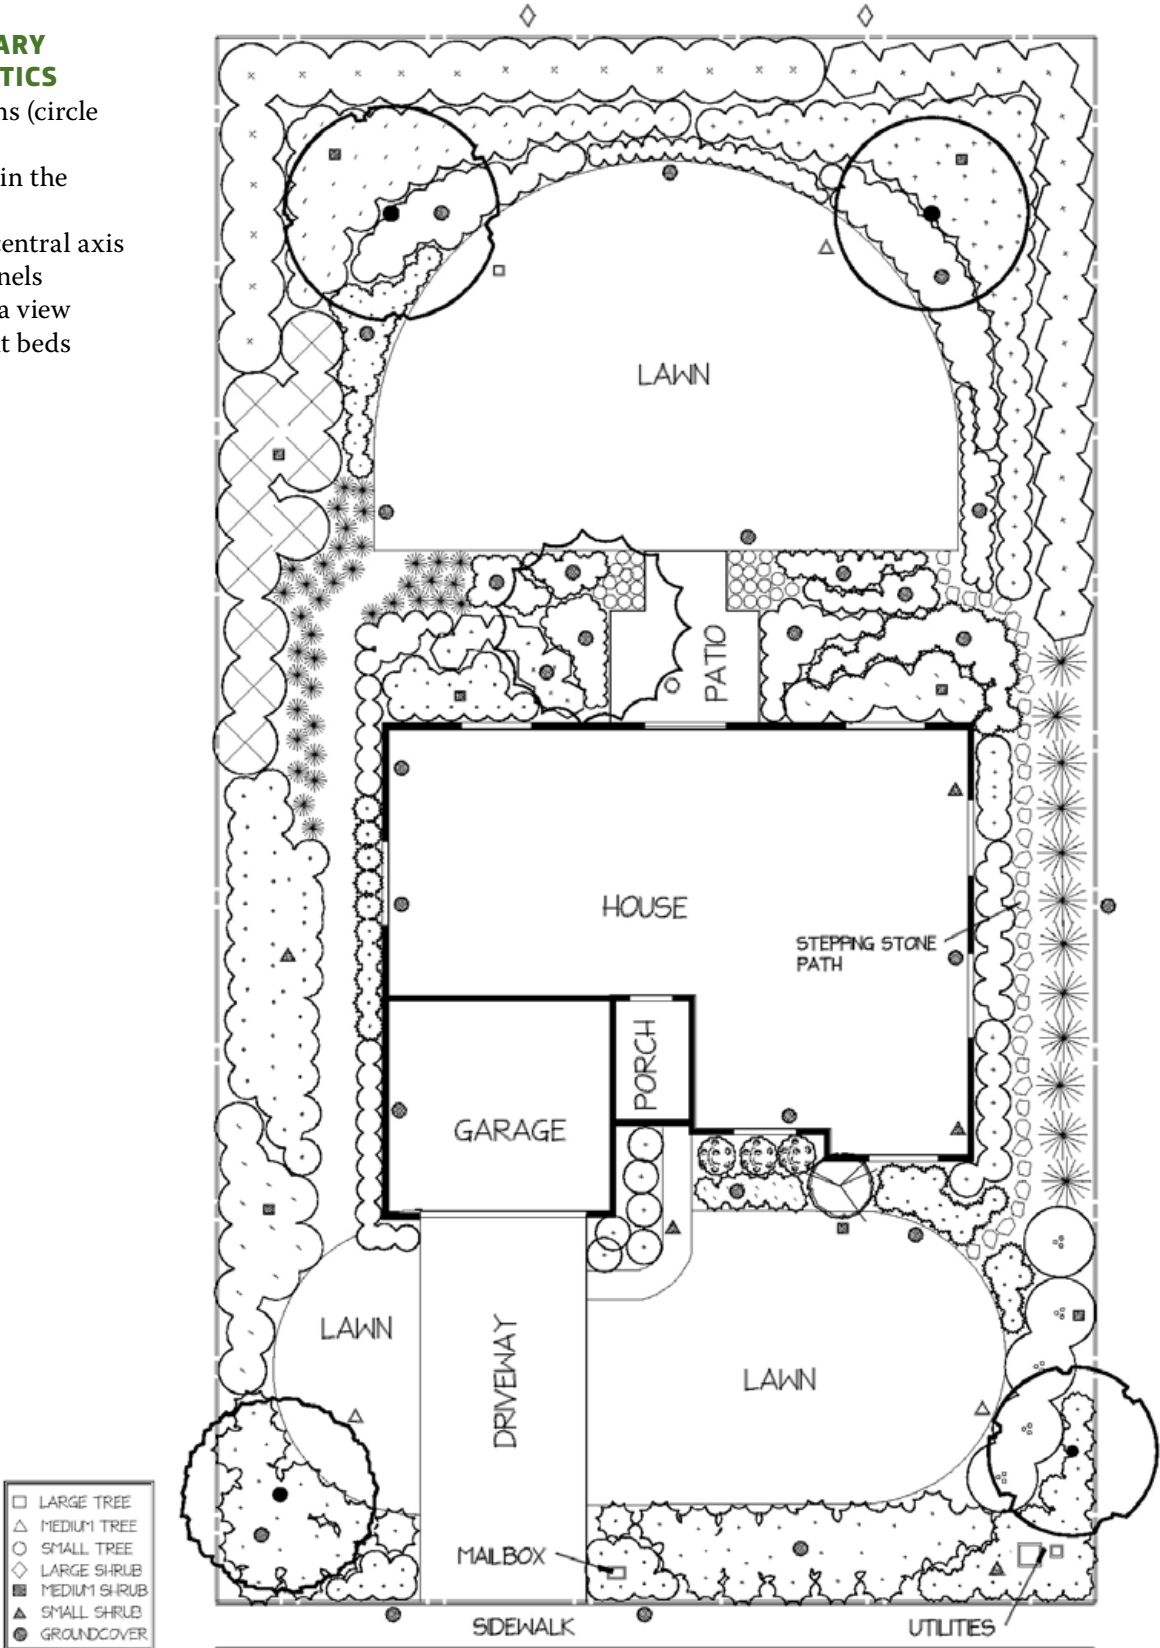 ARY
TICS
ns (circle
in the
central axis
nels
a view
t beds
LAWN
PATIO
HOUSE
STEPPING STONE
PATH
PORCH
GARAGE
LAWN
DRIVEWAY
LAWN
MAILBOX
SIDEWALK
UTILITIES
LARGE TREE
MEDIUM TREE
SMALL TREE
LARGE SHRUB
MEDIUM SHRUB
SMALL SHRUB
GROUNDCOVER